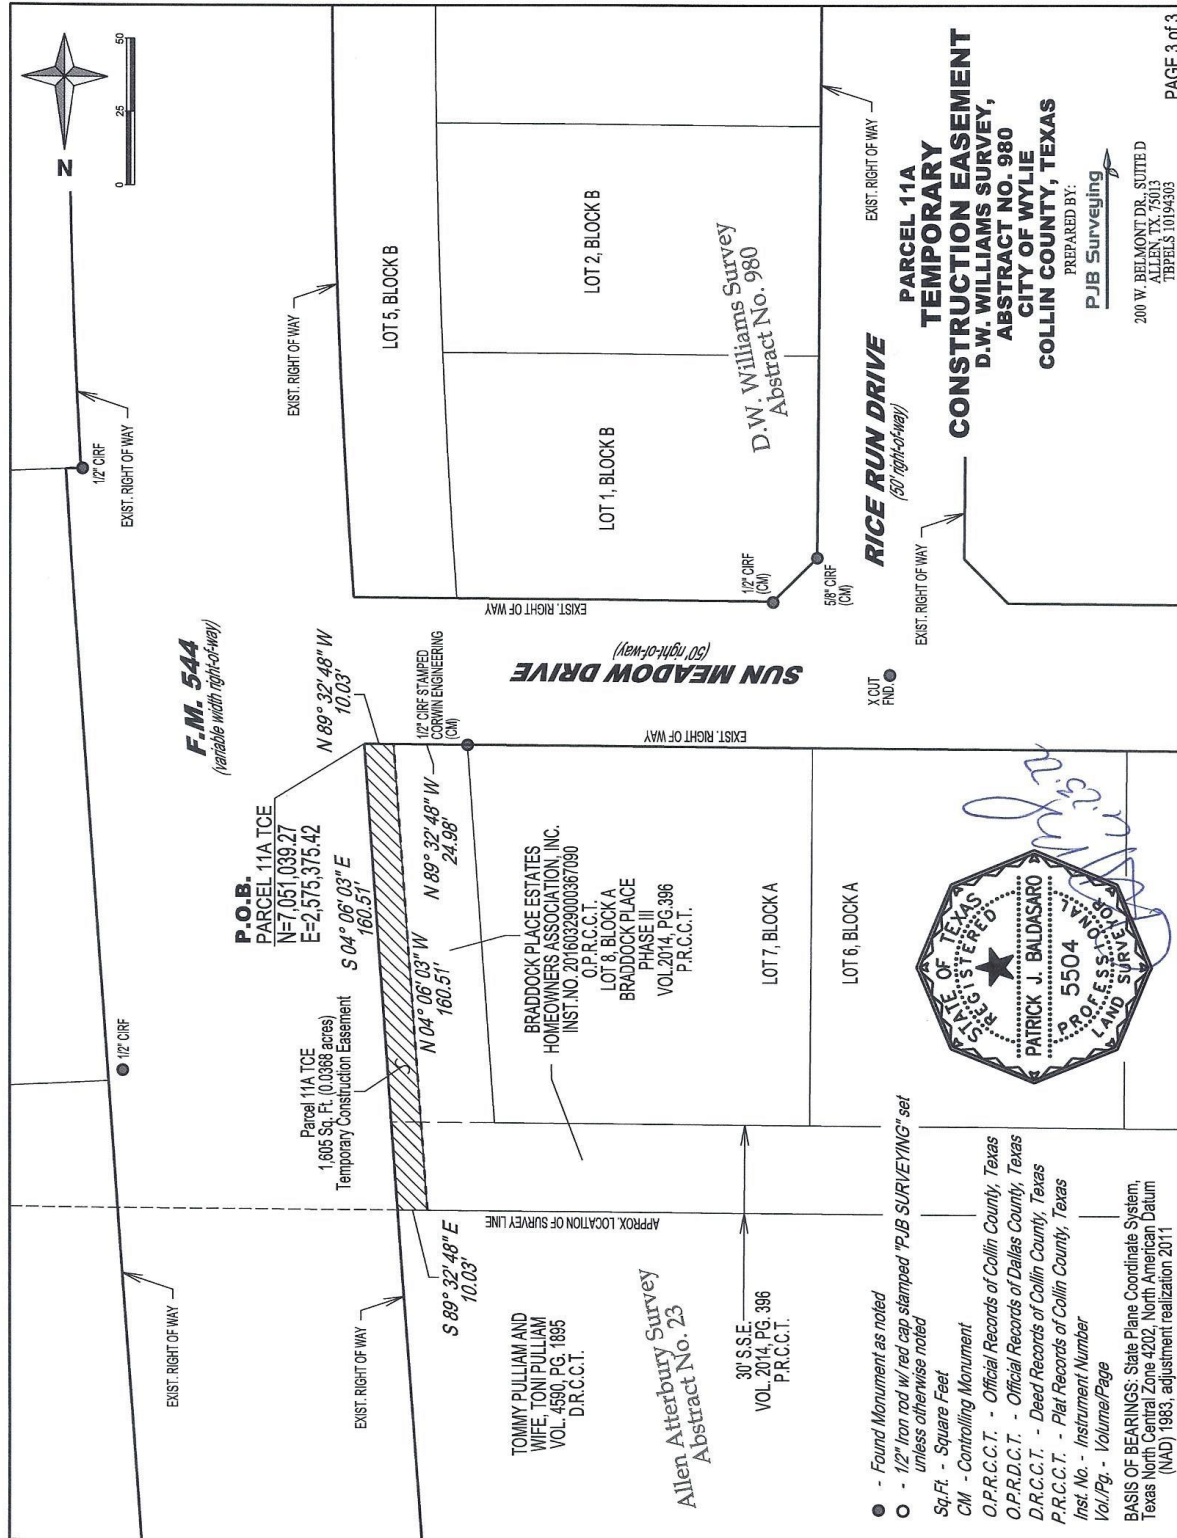 N
0 25 50
F.M. 544
(variable width right-of-way)
EXIST. RIGHT OF WAY
1/2" CIRF
EXIST. RIGHT OF WAY
1/2" CIRF
EXIST. RIGHT OF WAY
P.O.B.
PARCEL 11A TCE
N=7,051,039.27
E=2,575,375.42
Parcel 11A TCE
1,605 Sq. Ft. (0.0368 acres)
Temporary Construction Easement
S 04° 06' 03" E
160.51'
N 89° 32' 48" W
10.03'
N 04° 06' 03" W
160.51'
N 89° 32' 48" W
24.98'
S 89° 32' 48" E
10.03'
1/2" CIRF STAMPED
CORWIN ENGINEERING
(CM)
EXIST. RIGHT OF WAY
EXIST. RIGHT OF WAY
LOT 5, BLOCK B
LOT 1, BLOCK B
LOT 2, BLOCK B
D.W. Williams Survey
Abstract No. 980
EXIST. RIGHT OF WAY
SUN MEADOW DRIVE
(50' right-of-way)
EXIST. RIGHT OF WAY
1/2" CIRF
(CM)
5/8" CIRF
(CM)
X CUT
FND.
RICE RUN DRIVE
(50' right-of-way)
EXIST. RIGHT OF WAY
EXIST. RIGHT OF WAY
BRADDOCK PLACE ESTATES
HOMEOWNERS ASSOCIATION, INC.
INST.NO. 20160329000367090
O.P.R.C.C.T.
LOT 8, BLOCK A
BRADDOCK PLACE
PHASE III
VOL.2014, PG.396
P.R.C.C.T.
LOT 7, BLOCK A
LOT 6, BLOCK A
APPROX. LOCATION OF SURVEY LINE
TOMMY PULLIAM AND
WIFE, TONI PULLIAM
VOL. 4590, PG. 1895
D.R.C.C.T.
Allen Atterbury Survey
Abstract No. 23
30' S.S.E.
VOL. 2014, PG. 396
P.R.C.C.T.
- Found Monument as noted
- 1/2" Iron rod w/ red cap stamped "PJB SURVEYING" set
unless otherwise noted
Sq.Ft. - Square Feet
CM - Controlling Monument
O.P.R.C.C.T. - Official Records of Collin County, Texas
O.P.R.D.C.T. - Official Records of Dallas County, Texas
D.R.C.C.T. - Deed Records of Collin County, Texas
P.R.C.C.T. - Plat Records of Collin County, Texas
Inst. No. - Instrument Number
Vol./Pg. - Volume/Page
BASIS OF BEARINGS: State Plane Coordinate System,
Texas North Central Zone 4202, North American Datum
(NAD) 1983, adjustment realization 2011
STATE OF TEXAS
REGISTERED
PATRICK J. BALDASARO
5504
PROFESSIONAL
LAND SURVEYOR
PARCEL 11A
TEMPORARY
CONSTRUCTION EASEMENT
D.W. WILLIAMS SURVEY,
ABSTRACT NO. 980
CITY OF WYLIE
COLLIN COUNTY, TEXAS
PREPARED BY:
PJB Surveying
200 W. BELMONT DR., SUITE D
ALLEN, TX. 75013
TBPELS 10194303
PAGE 3 of 3